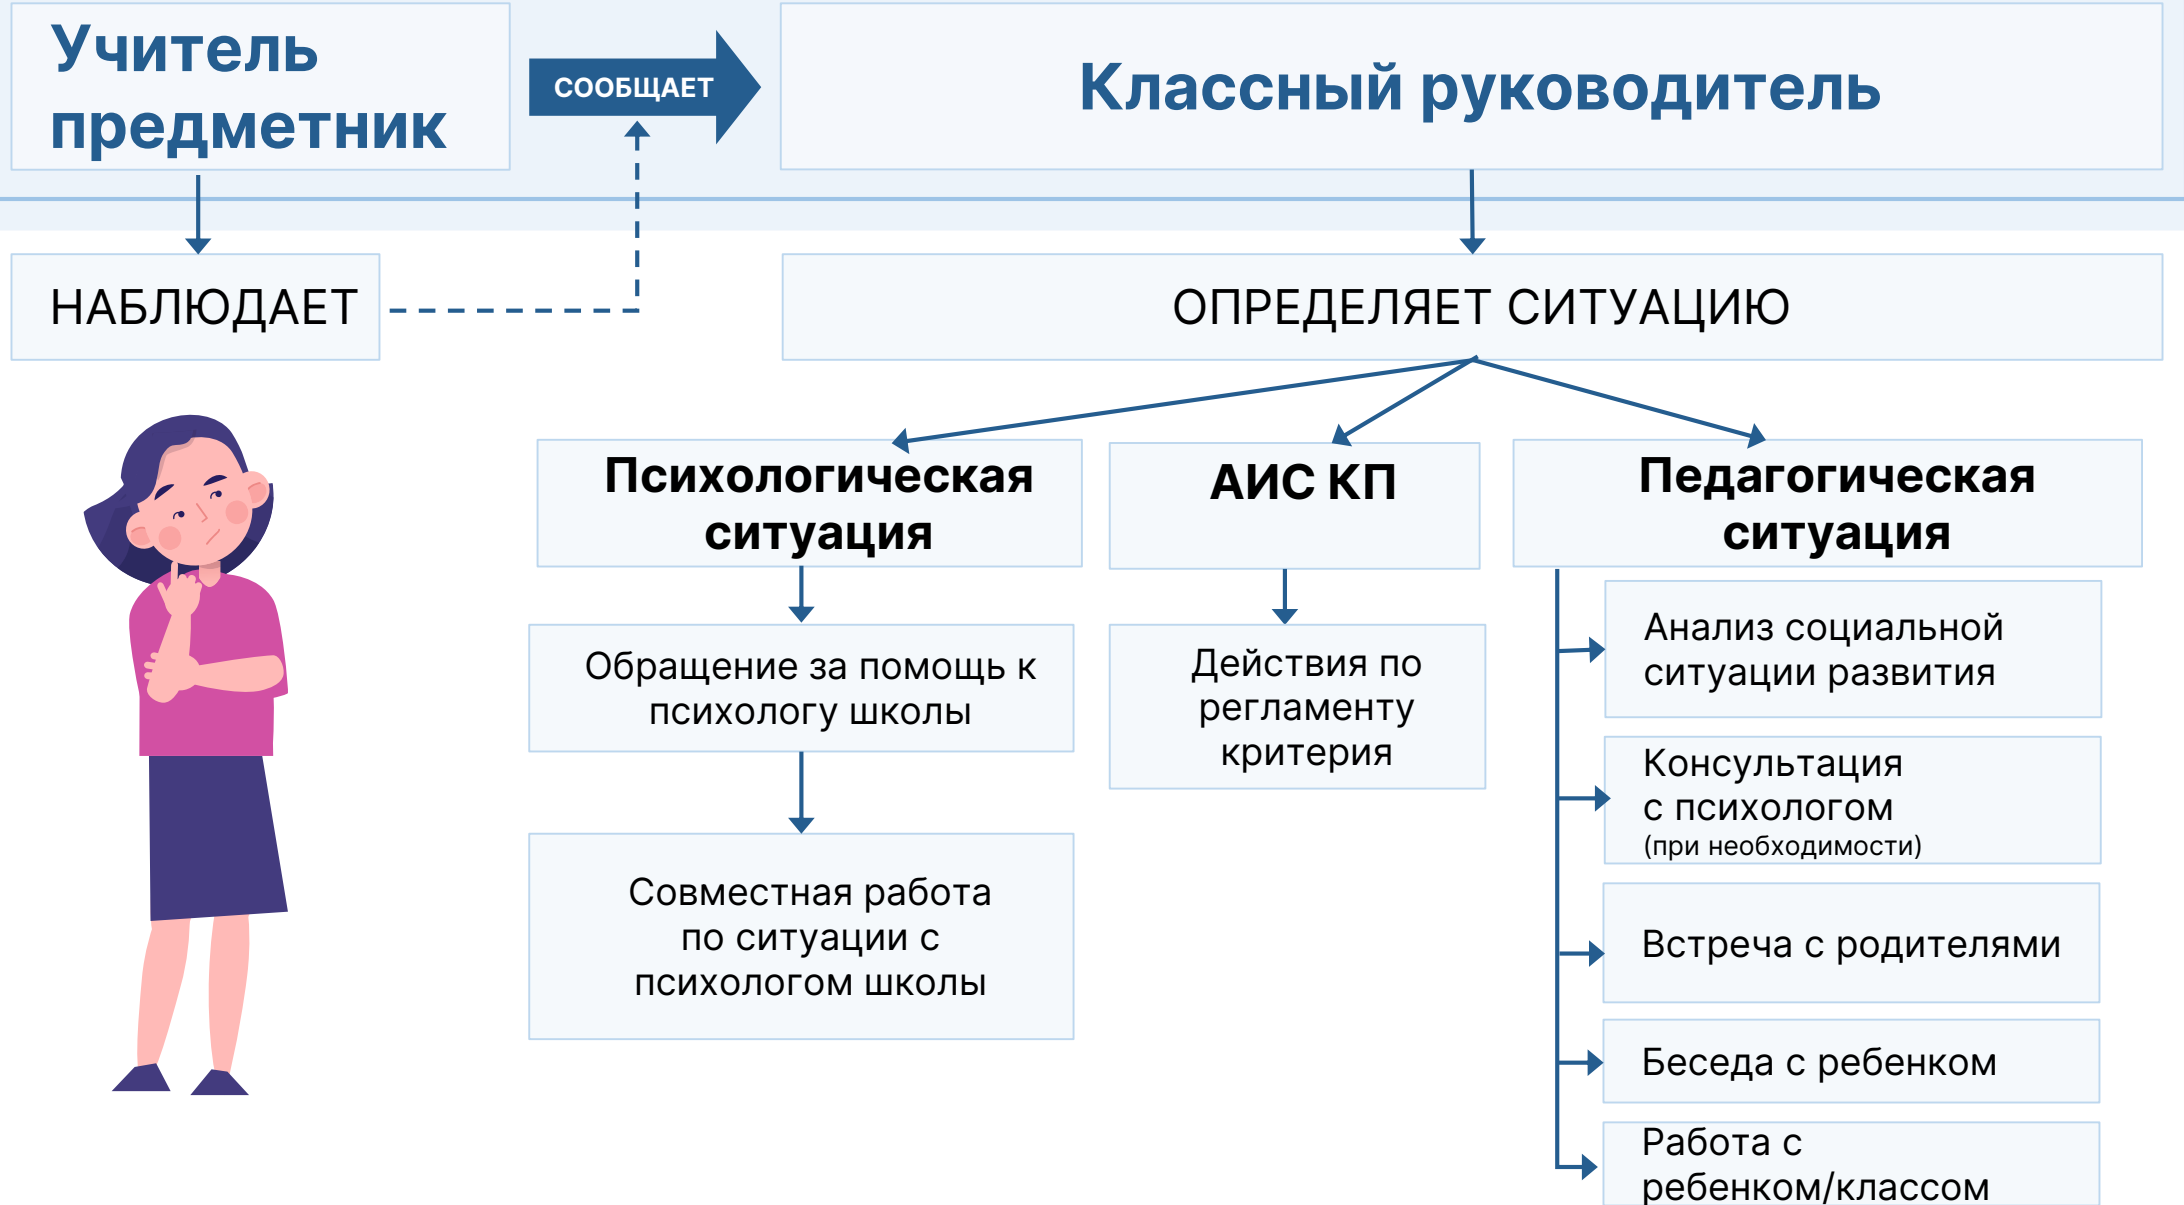 Учитель
предметник
СООБЩАЕТ
Классный руководитель
НАБЛЮДАЕТ
ОПРЕДЕЛЯЕТ СИТУАЦИЮ
Психологическая
ситуация
Обращение за помощь к
психологу школы
Совместная работа
по ситуации с
психологом школы
АИС КП
Действия по
регламенту
критерия
Педагогическая
ситуация
Анализ социальной
ситуации развития
Консультация
с психологом
(при необходимости)
Встреча с родителями
Беседа с ребенком
Работа с
ребенком/классом